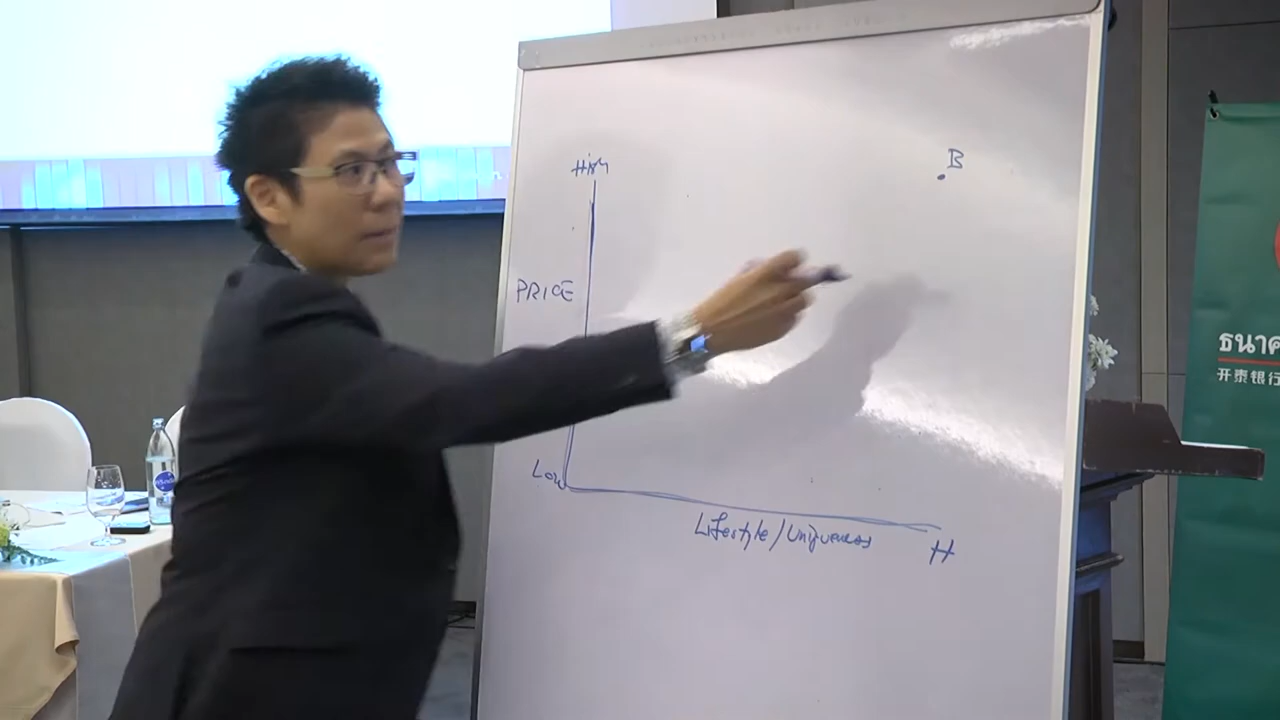 High
B
PRICE
Low
Lifestyle/Uniqueness
H
ธนาค
开泰银行